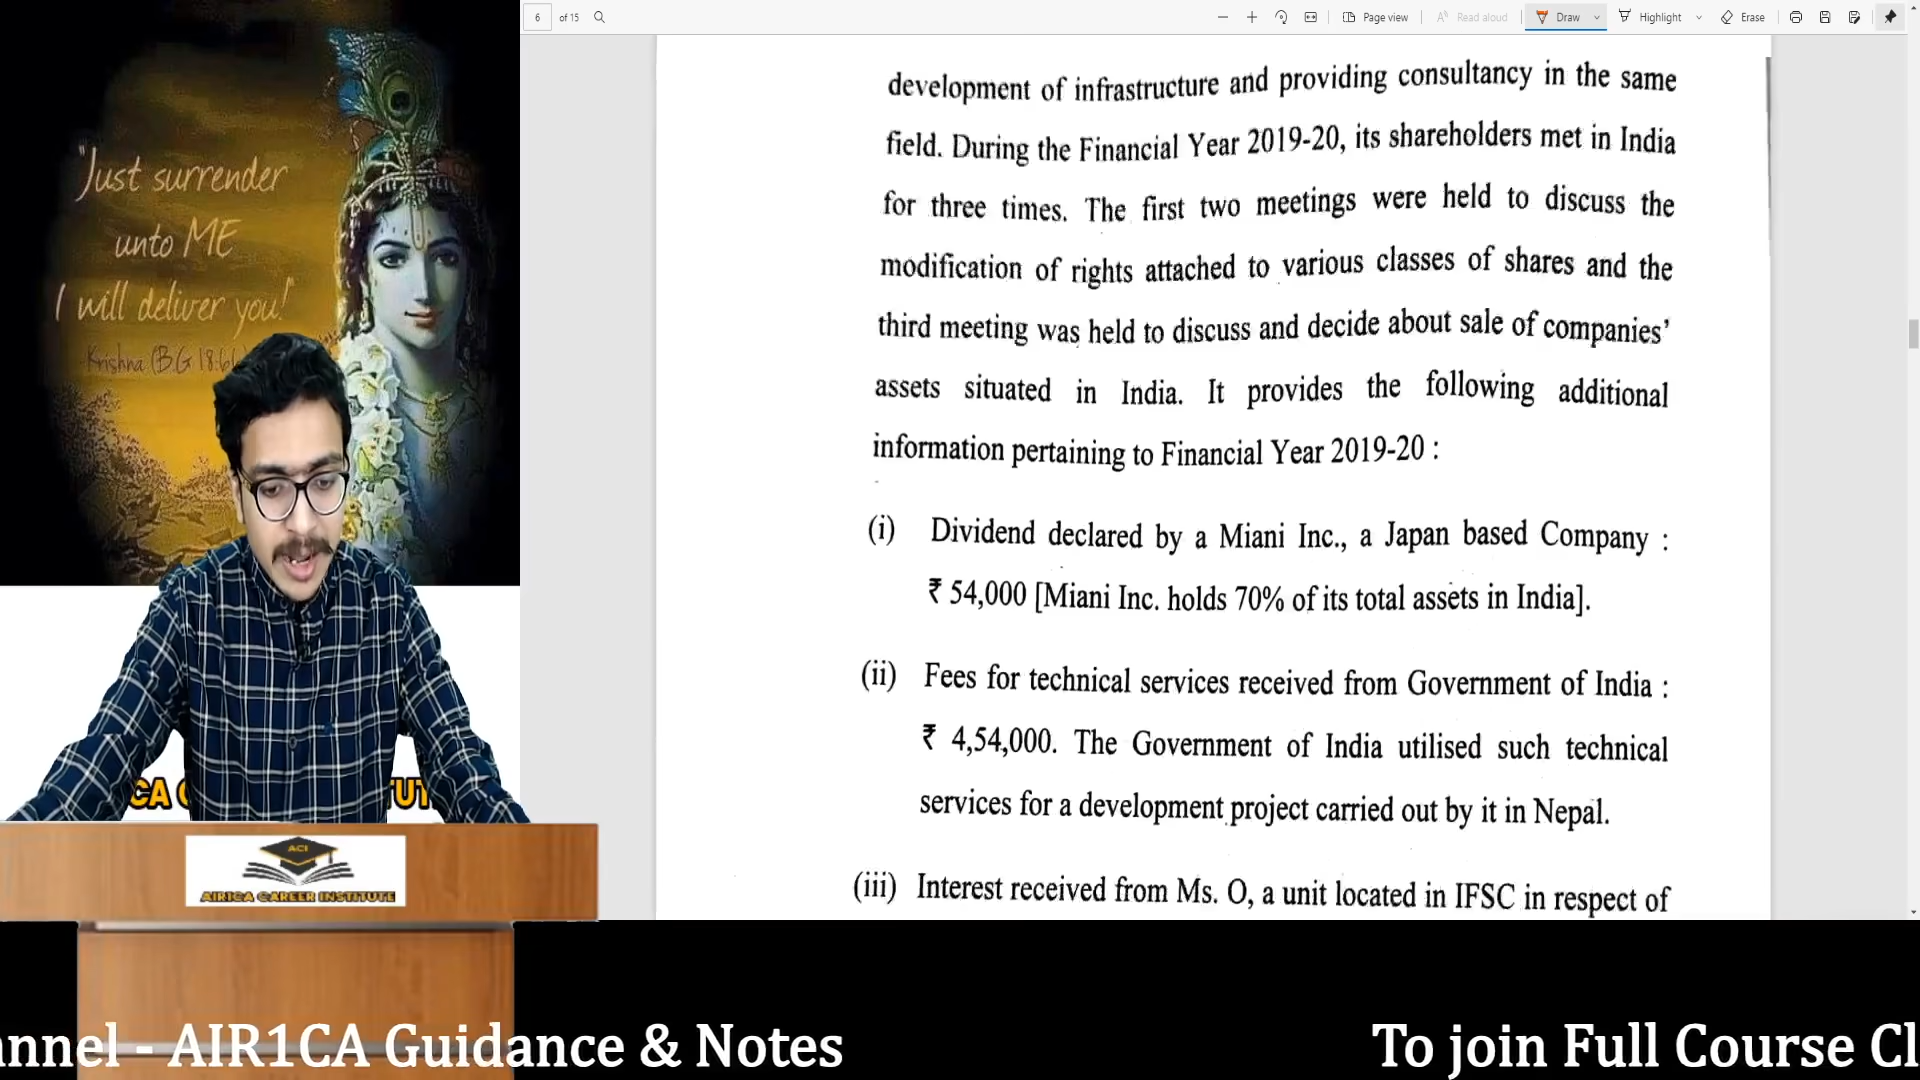 6 of 15
Page view
Read aloud
Draw
Highlight
Erase
"Just surrender
unto ME
I will deliver you!"
Krishna (B.G 18:66)
development of infrastructure and providing consultancy in the same
field. During the Financial Year 2019-20, its shareholders met in India
for three times. The first two meetings were held to discuss the
modification of rights attached to various classes of shares and the
third meeting was held to discuss and decide about sale of companies'
assets situated in India. It provides the following additional
information pertaining to Financial Year 2019-20 :
(i) Dividend declared by a Miani Inc., a Japan based Company :
₹ 54,000 [Miani Inc. holds 70% of its total assets in India].
(ii) Fees for technical services received from Government of India :
₹ 4,54,000. The Government of India utilised such technical
services for a development project carried out by it in Nepal.
(iii) Interest received from Ms. O, a unit located in IFSC in respect of
CA
TUT
ACI
AIR1CA CAREER INSTITUTE
annel - AIR1CA Guidance & Notes
To join Full Course Cl